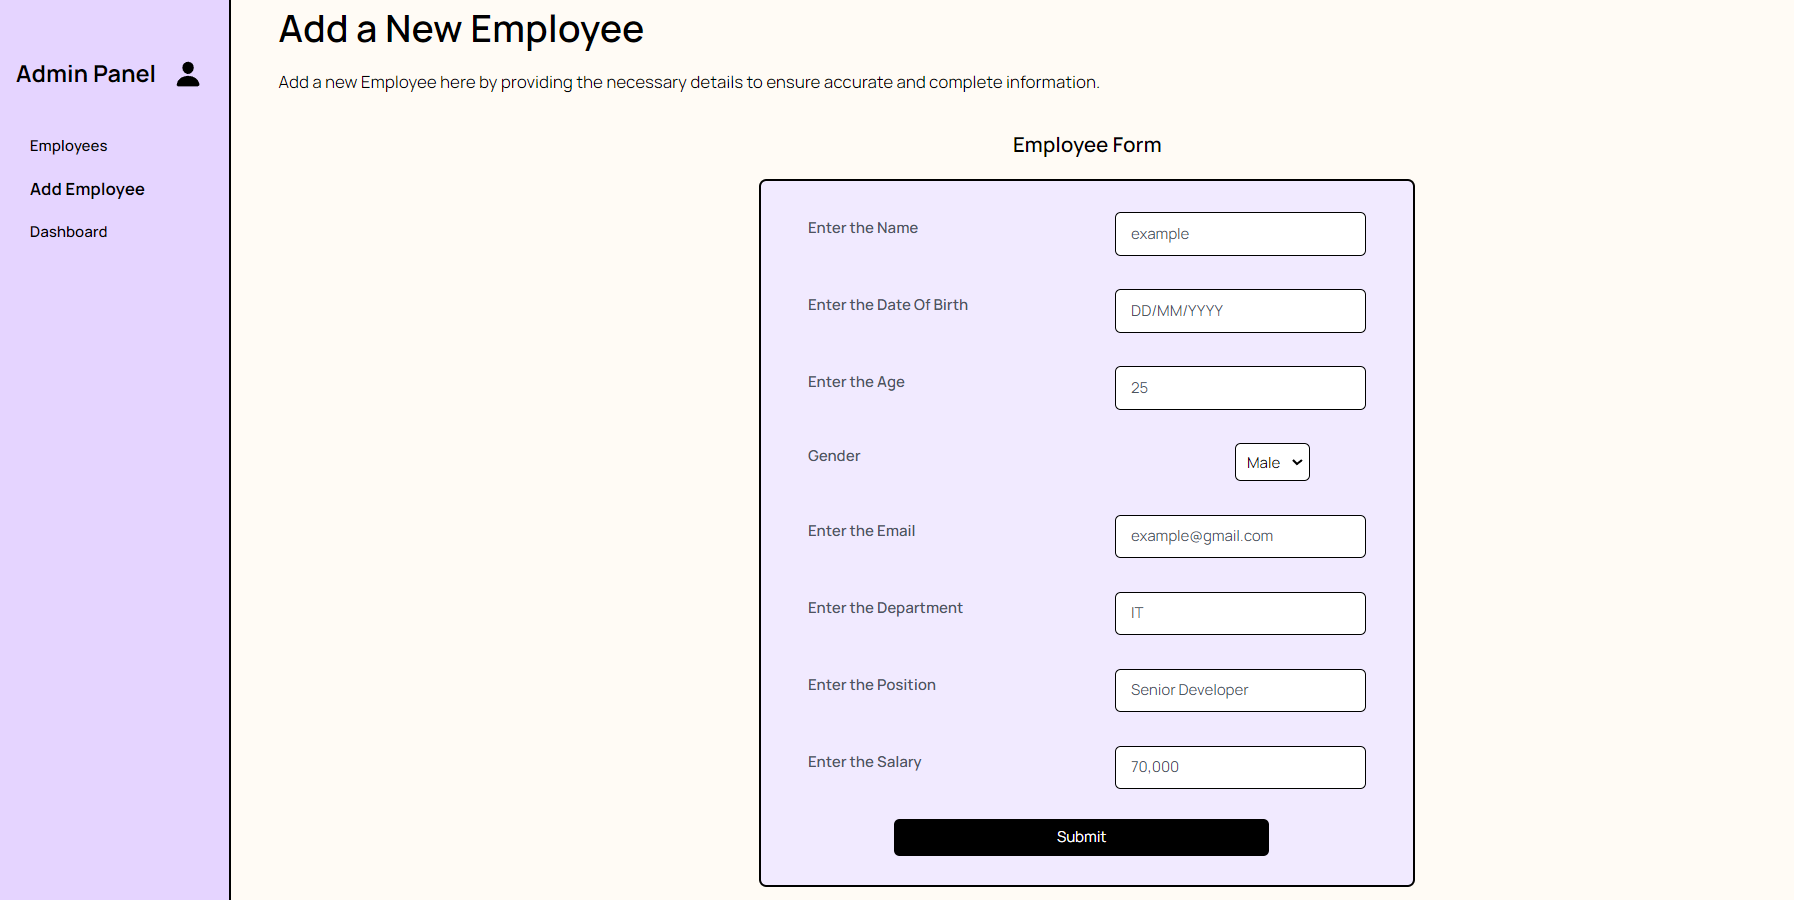 Admin Panel
Employees
Add Employee
Dashboard
Add a New Employee
Add a new Employee here by providing the necessary details to ensure accurate and complete information.
Employee Form
Enter the Name
example
Enter the Date Of Birth
DD/MM/YYYY
Enter the Age
25
Gender
Male
Enter the Email
example@gmail.com
Enter the Department
IT
Enter the Position
Senior Developer
Enter the Salary
70,000
Submit